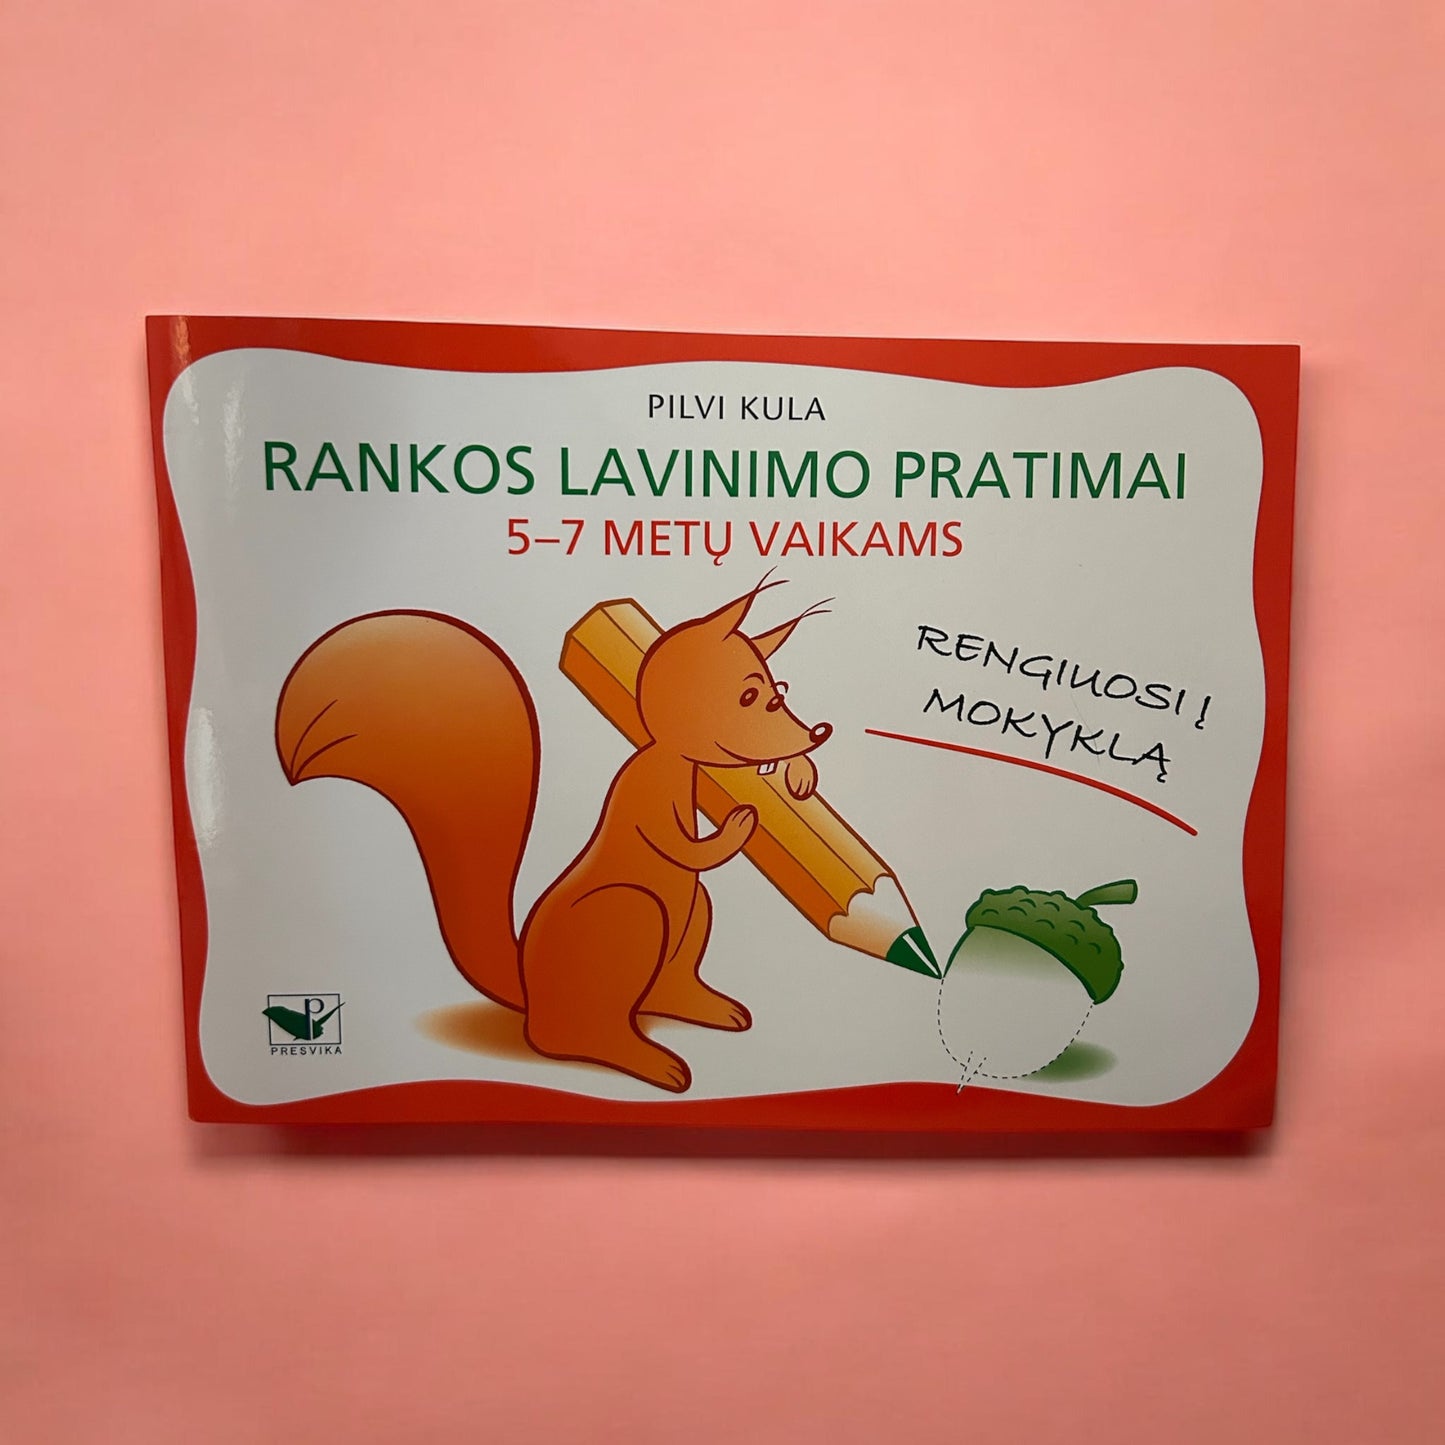 PILVI KULA
RANKOS LAVINIMO PRATIMAI
5–7 METŲ VAIKAMS
RENGIUOSI Į
MOKYKLĄ
P
PRESVIKA